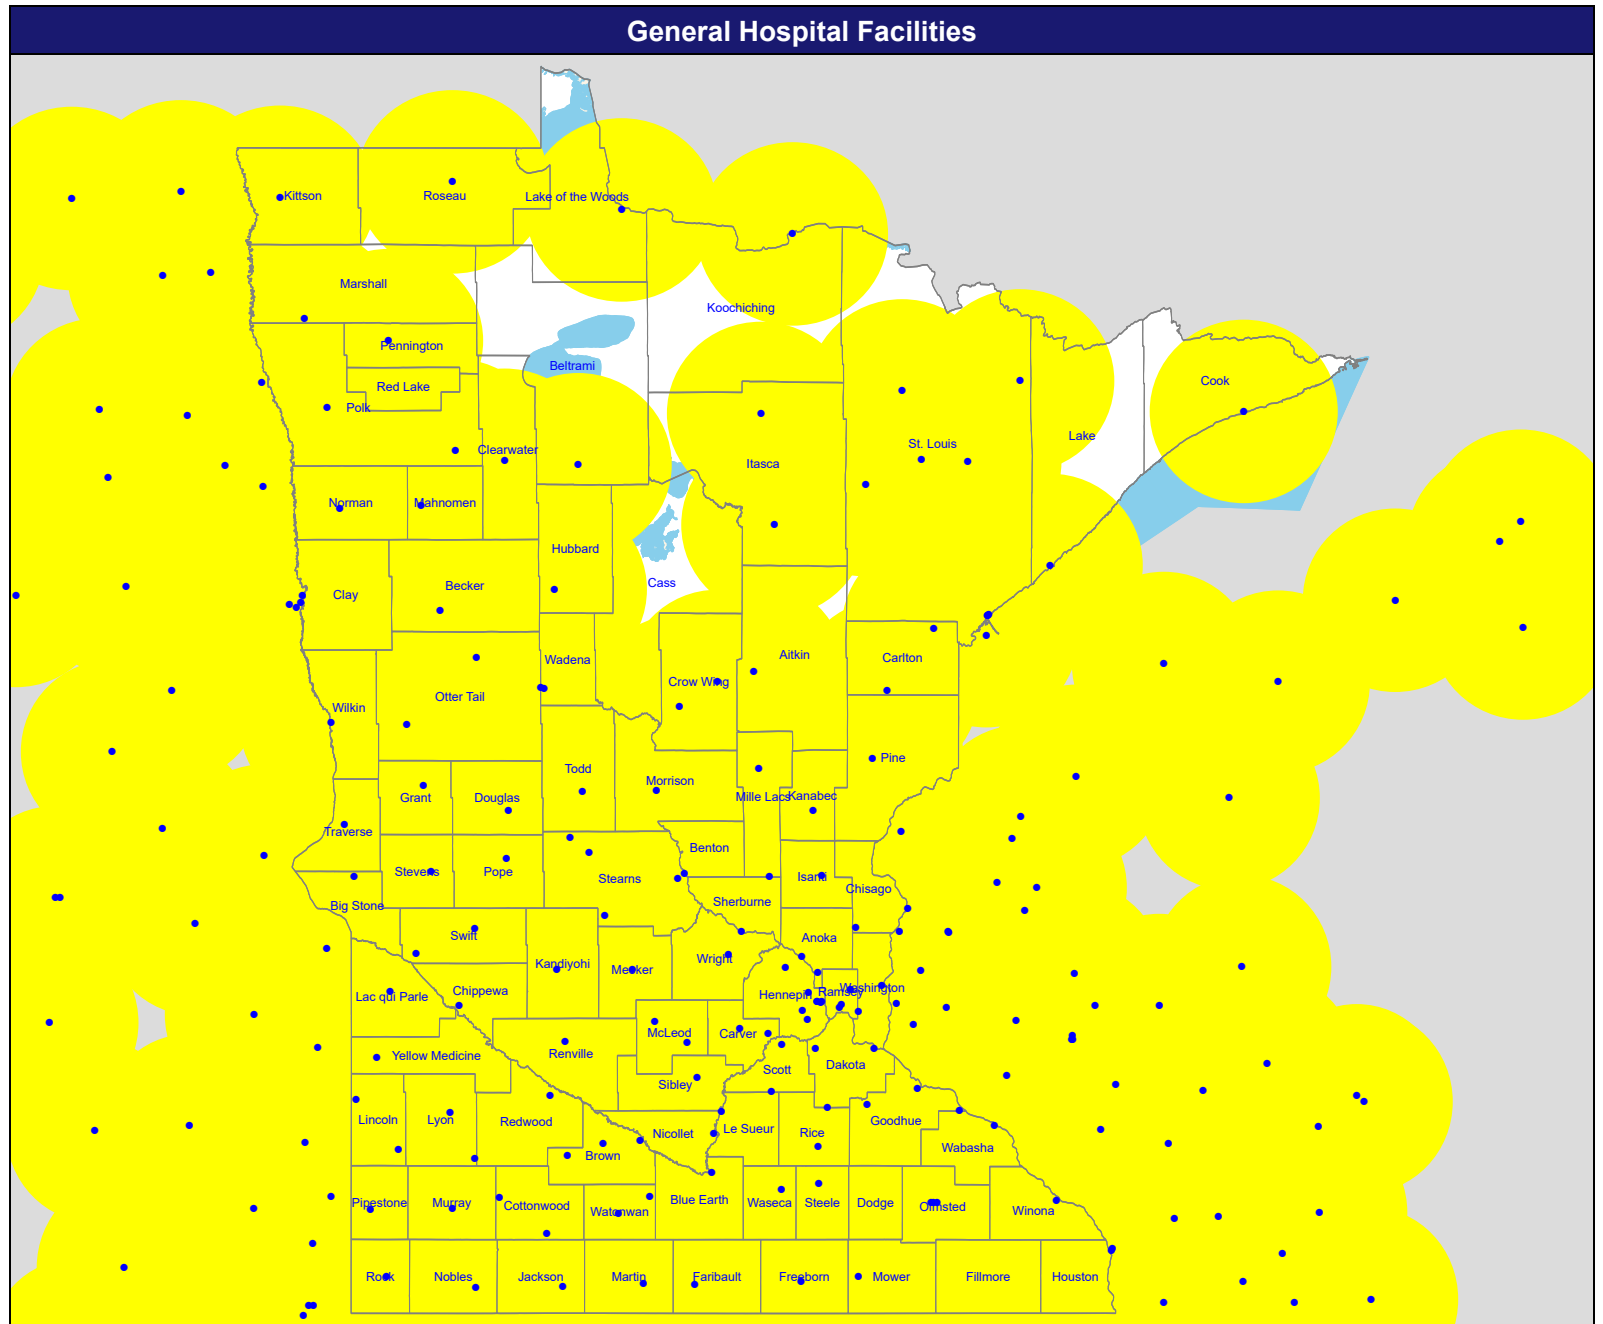 General Hospital Facilities
Kittson
Roseau
Lake of the Woods
Marshall
Koochiching
Pennington
Beltrami
Red Lake
Cook
Polk
Clearwater
St. Louis
Lake
Itasca
Norman
Mahnomen
Hubbard
Cass
Clay
Becker
Wadena
Aitkin
Carlton
Crow Wing
Otter Tail
Wilkin
Pine
Todd
Morrison
Grant
Douglas
Mille Lacs
Kanabec
Traverse
Benton
Stevens
Pope
Stearns
Isanti
Chisago
Big Stone
Sherburne
Swift
Anoka
Wright
Kandiyohi
Meeker
Lac qui Parle
Chippewa
Hennepin
Ramsey
Washington
McLeod
Carver
Yellow Medicine
Renville
Scott
Dakota
Sibley
Lincoln
Lyon
Redwood
Nicollet
Le Sueur
Rice
Goodhue
Brown
Wabasha
Pipestone
Murray
Cottonwood
Watonwan
Blue Earth
Waseca
Steele
Dodge
Olmsted
Winona
Rock
Nobles
Jackson
Martin
Faribault
Freeborn
Mower
Fillmore
Houston